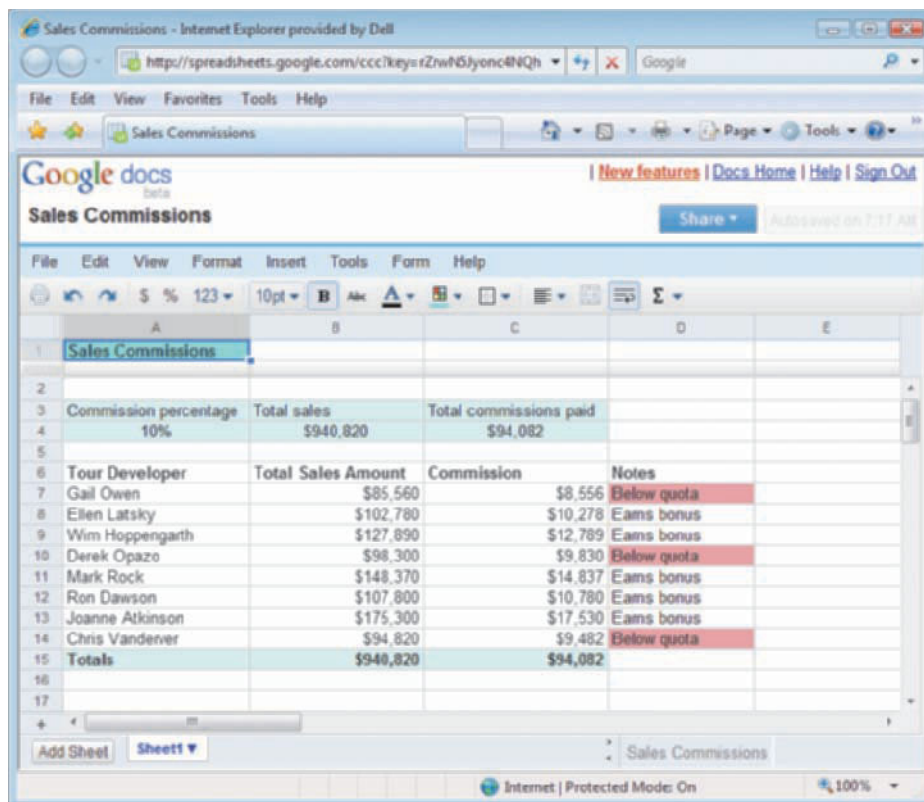 Sales Commissions - Internet Explorer provided by Dell
http://spreadsheets.google.com/ccc?key=rZrwN5Jyonc4NQh Google
File Edit View Favorites Tools Help
Sales Commissions Page Tools
Google docs | New features | Docs Home | Help | Sign Out
beta
Sales Commissions Share Autosaved on 7:17 AM
File Edit View Format Insert Tools Form Help
$ % 123 10pt B Abc A Σ
A B C D E
1 Sales Commissions
2
3 Commission percentage Total sales Total commissions paid
4 10% $940,820 $94,082
5
6 Tour Developer Total Sales Amount Commission Notes
7 Gail Owen $85,560 $8,556 Below quota
8 Ellen Latsky $102,780 $10,278 Earns bonus
9 Wim Hoppengarth $127,890 $12,789 Earns bonus
10 Derek Opazo $98,300 $9,830 Below quota
11 Mark Rock $148,370 $14,837 Earns bonus
12 Ron Dawson $107,800 $10,780 Earns bonus
13 Joanne Atkinson $175,300 $17,530 Earns bonus
14 Chris Vanderver $94,820 $9,482 Below quota
15 Totals $940,820 $94,082
16
17
+
Add Sheet Sheet1 Sales Commissions
Internet | Protected Mode: On 100%